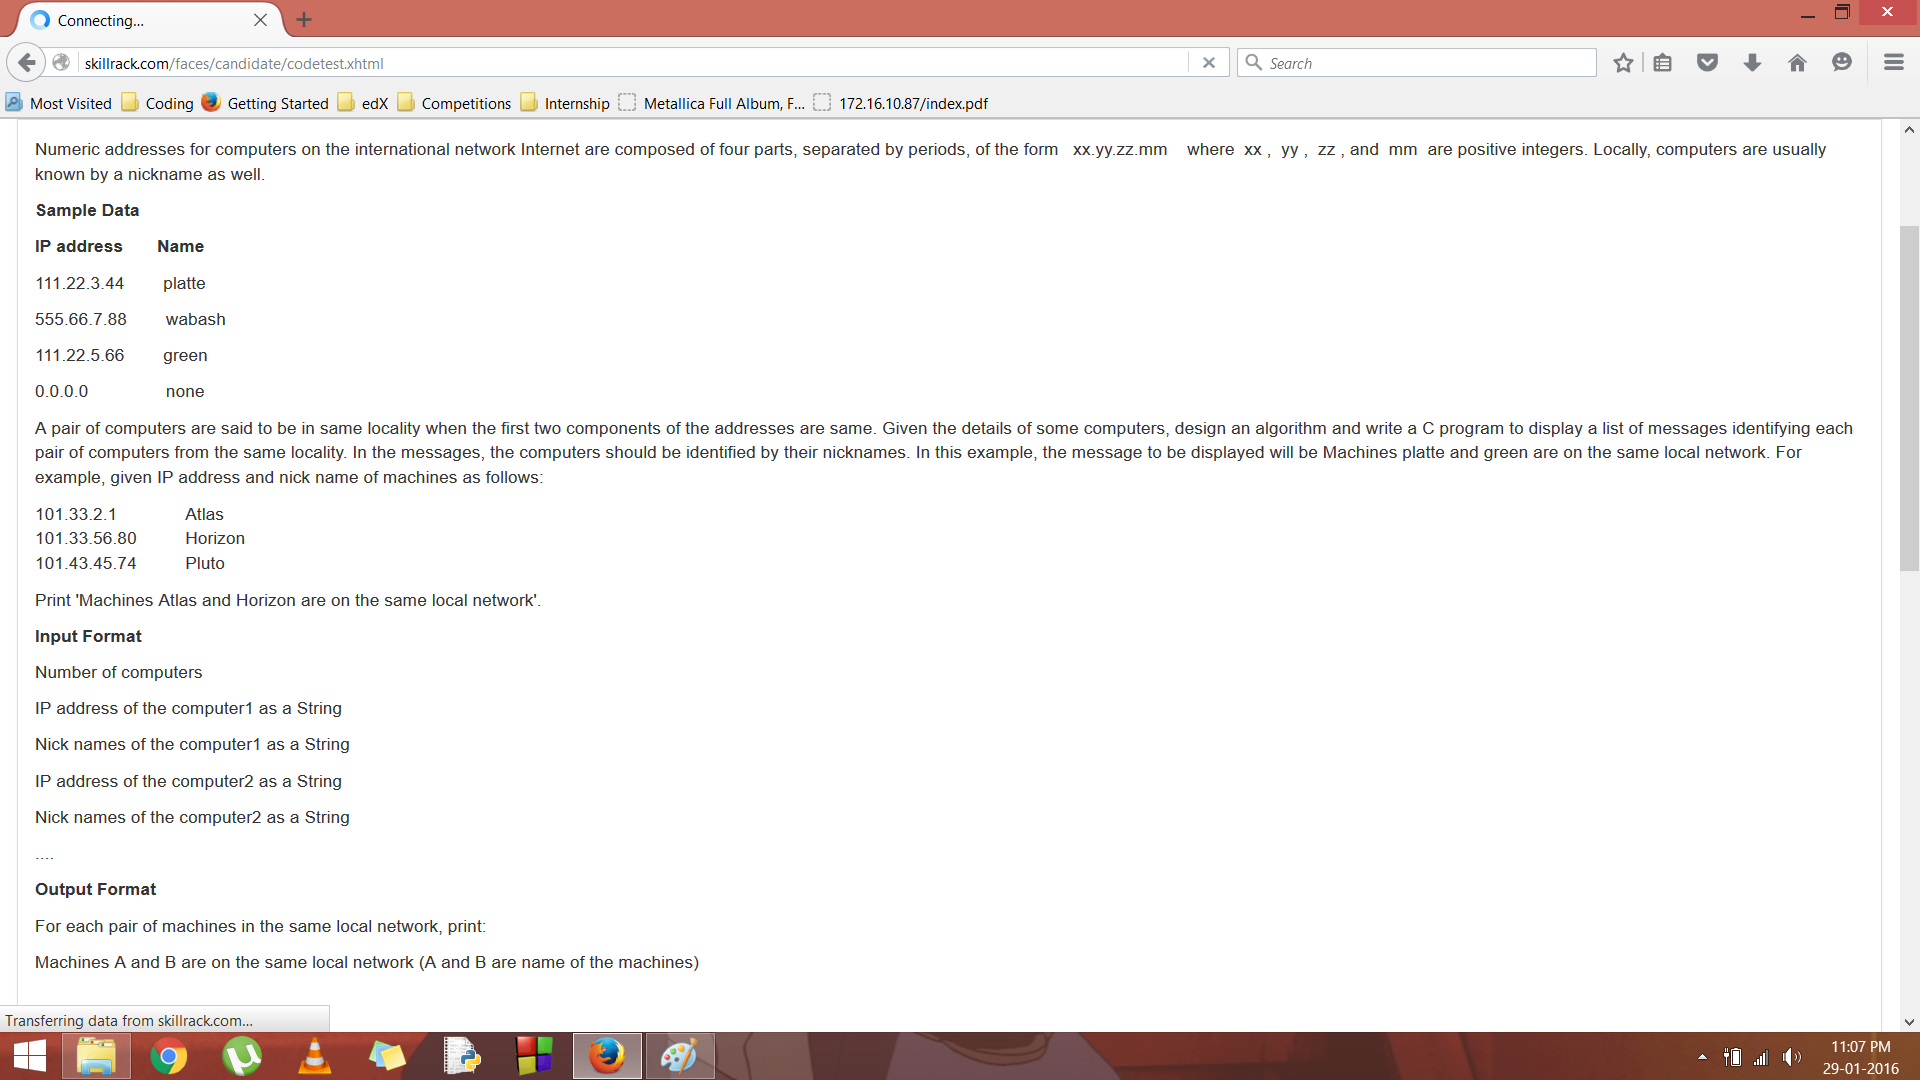 Connecting...
skillrack.com/faces/candidate/codetest.xhtml
Search
Most Visited Coding Getting Started edX Competitions Internship Metallica Full Album, F... 172.16.10.87/index.pdf
Numeric addresses for computers on the international network Internet are composed of four parts, separated by periods, of the form xx.yy.zz.mm where xx , yy , zz , and mm are positive integers. Locally, computers are usually
known by a nickname as well.
Sample Data
IP address Name
111.22.3.44 platte
555.66.7.88 wabash
111.22.5.66 green
0.0.0.0 none
A pair of computers are said to be in same locality when the first two components of the addresses are same. Given the details of some computers, design an algorithm and write a C program to display a list of messages identifying each
pair of computers from the same locality. In the messages, the computers should be identified by their nicknames. In this example, the message to be displayed will be Machines platte and green are on the same local network. For
example, given IP address and nick name of machines as follows:
101.33.2.1 Atlas
101.33.56.80 Horizon
101.43.45.74 Pluto
Print 'Machines Atlas and Horizon are on the same local network'.
Input Format
Number of computers
IP address of the computer1 as a String
Nick names of the computer1 as a String
IP address of the computer2 as a String
Nick names of the computer2 as a String
....
Output Format
For each pair of machines in the same local network, print:
Machines A and B are on the same local network (A and B are name of the machines)
Transferring data from skillrack.com...
11:07 PM
29-01-2016